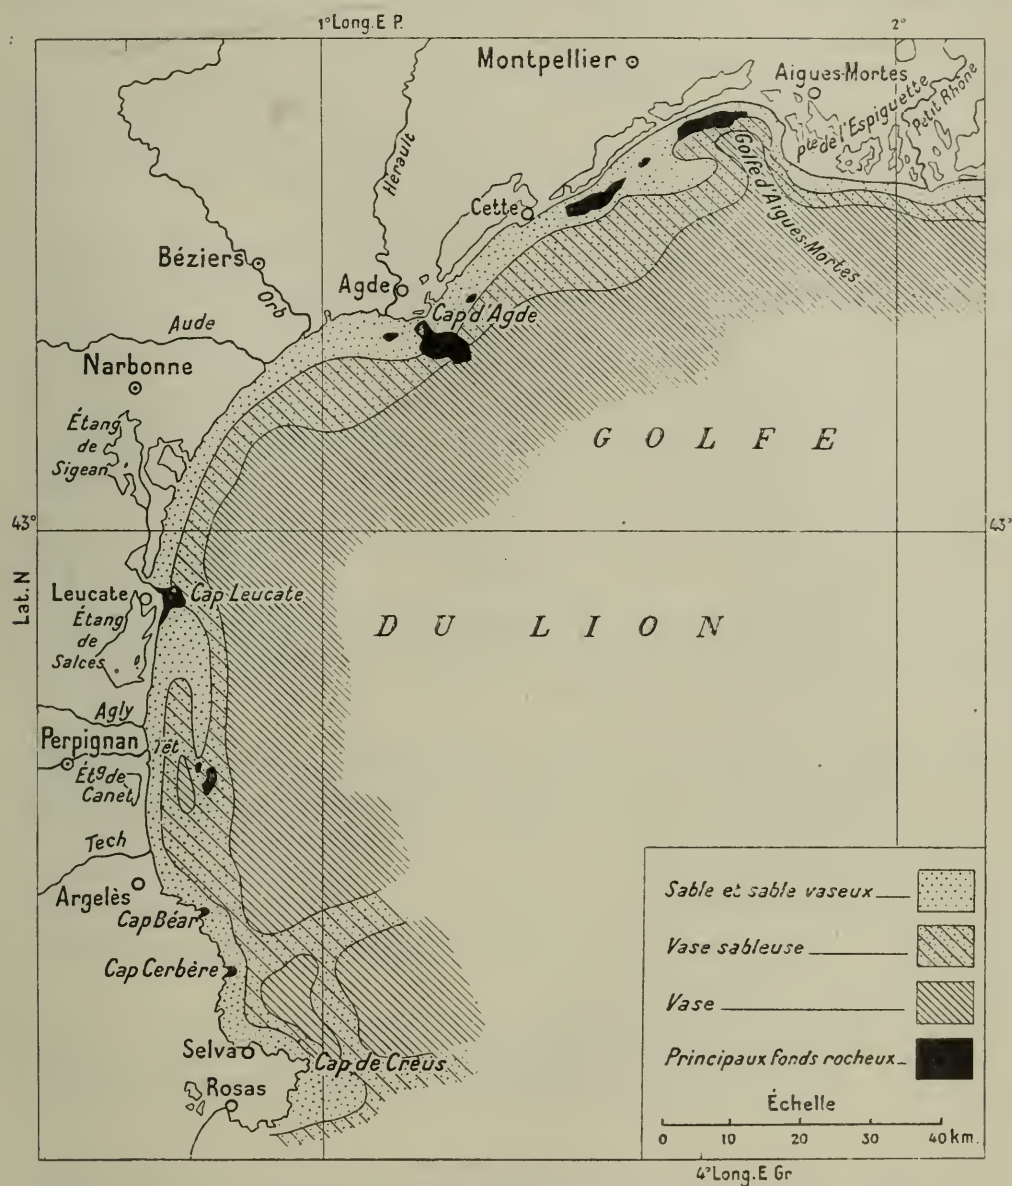 1° Long. E P.
2°
Montpellier
Aigues-Mortes
pte de l'Espiguette
Petit Rhône
Hérault
Golfe d'Aigues-Mortes
Cette
Béziers
Orb
Agde
Cap d'Agde
Aude
Narbonne
Étang
de
Sigean
GOLFE
43°
43°
Lat. N
Leucate
Cap Leucate
Étang
de
Salces
DU LION
Agly
Perpignan
Têt
Étg de
Canet
Tech
Argelès
Cap Béar
Cap Cerbère
Selva
Cap de Creus
Rosas
Sable et sable vaseux
Vase sableuse
Vase
Principaux fonds rocheux
Échelle
0 10 20 30 40 km.
4° Long. E Gr